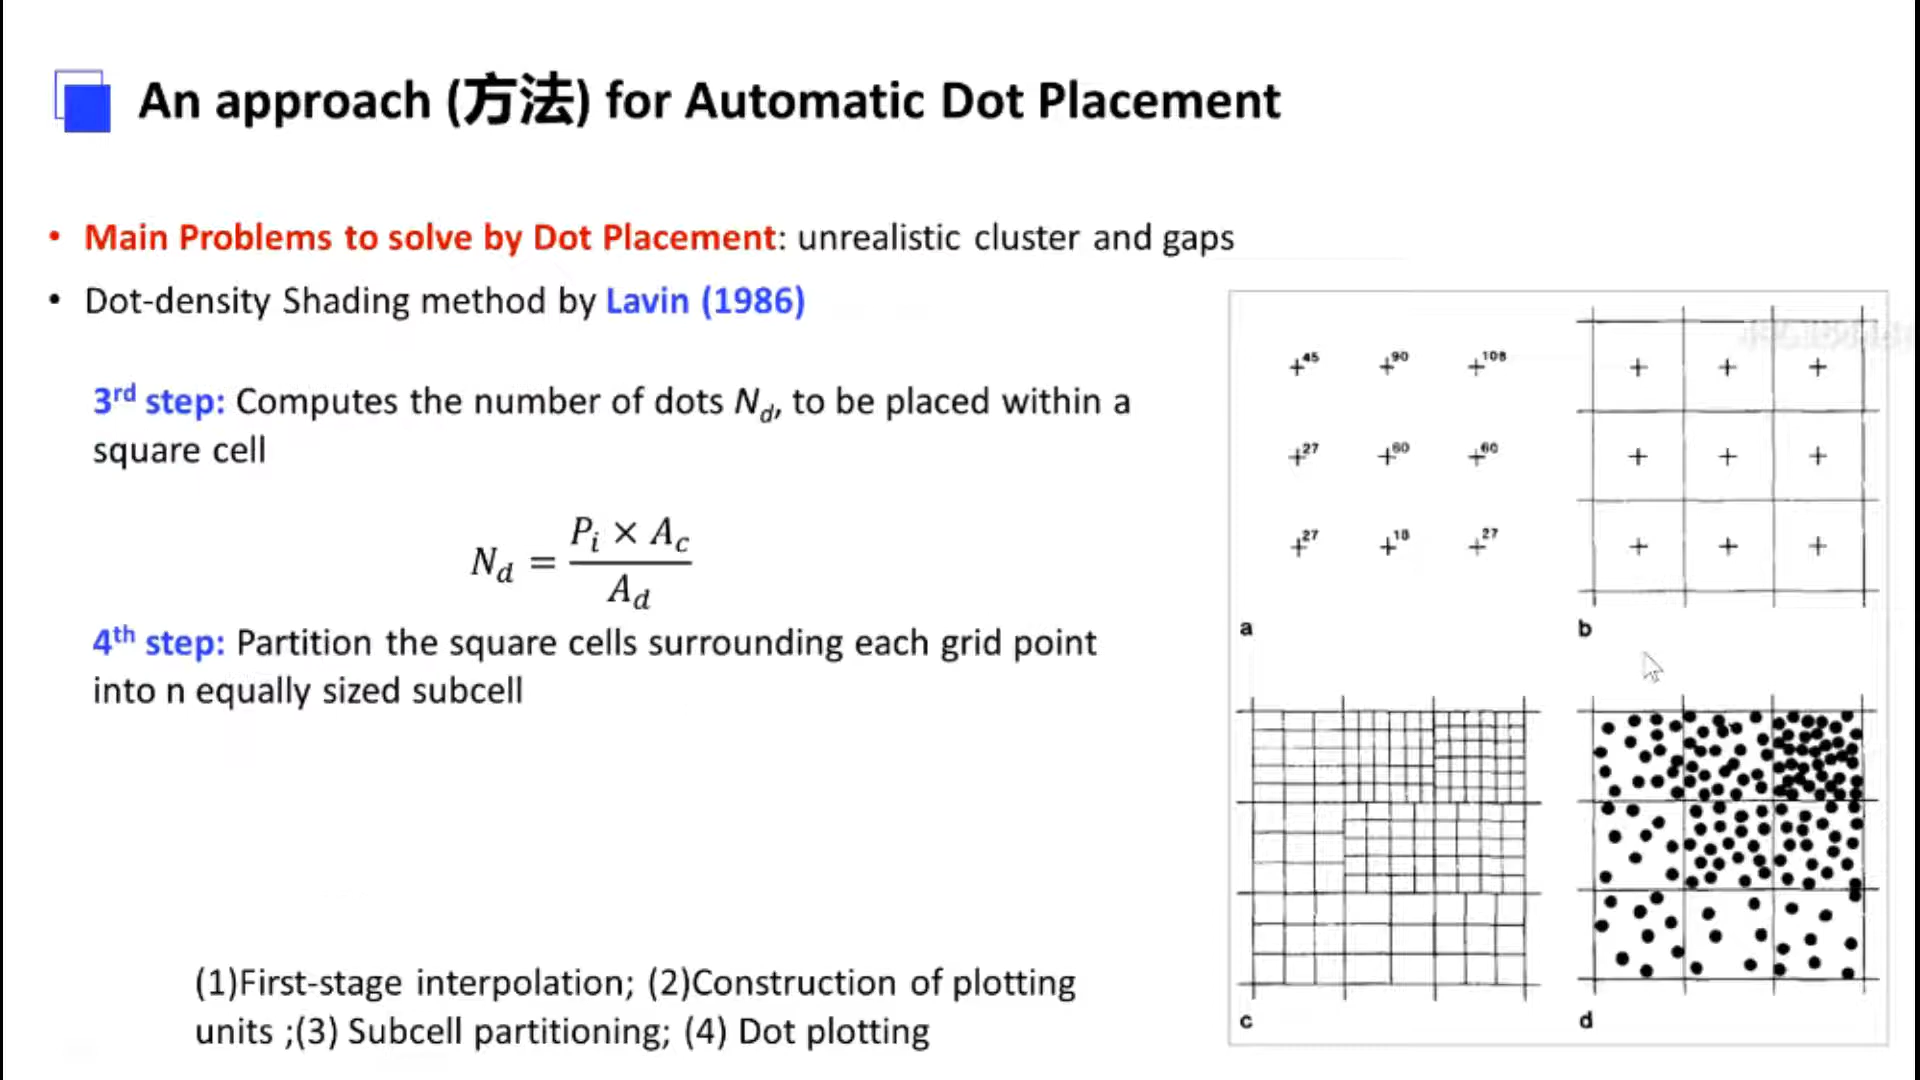 An approach (方法) for Automatic Dot Placement
• Main Problems to solve by Dot Placement: unrealistic cluster and gaps
• Dot-density Shading method by Lavin (1986)
3rd step: Computes the number of dots Nd, to be placed within a
square cell
Nd = Pi × Ac / Ad
4th step: Partition the square cells surrounding each grid point
into n equally sized subcell
(1)First-stage interpolation; (2)Construction of plotting
units ;(3) Subcell partitioning; (4) Dot plotting
+45 +90 +108
+27 +60 +60
+27 +18 +27
a
b
c
d